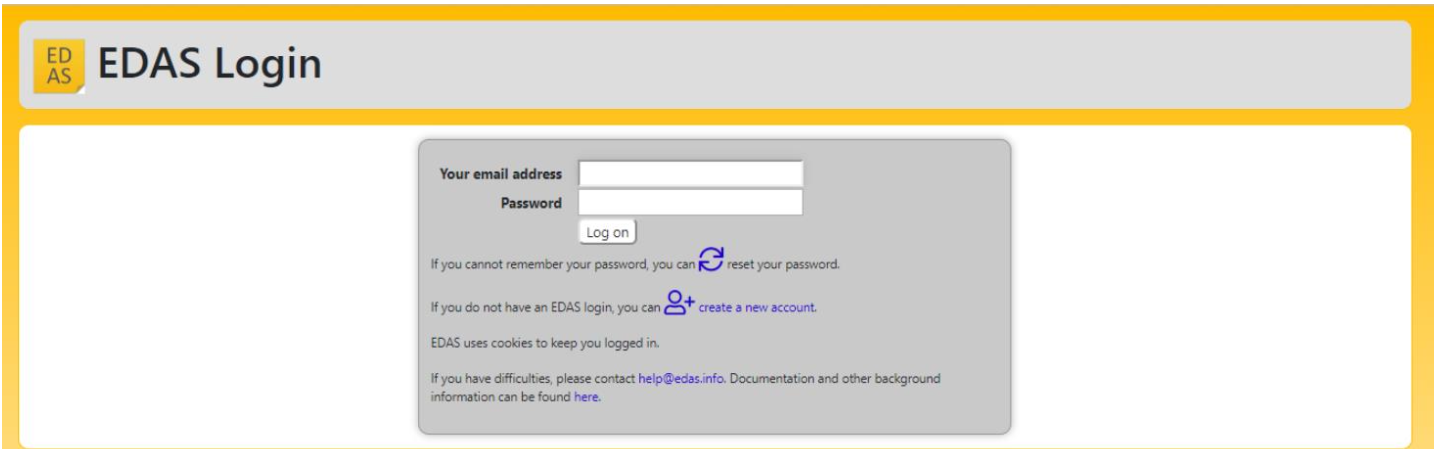 ED
AS
EDAS Login
Your email address
Password
Log on
If you cannot remember your password, you can reset your password.
If you do not have an EDAS login, you can create a new account.
EDAS uses cookies to keep you logged in.
If you have difficulties, please contact help@edas.info. Documentation and other background
information can be found here.